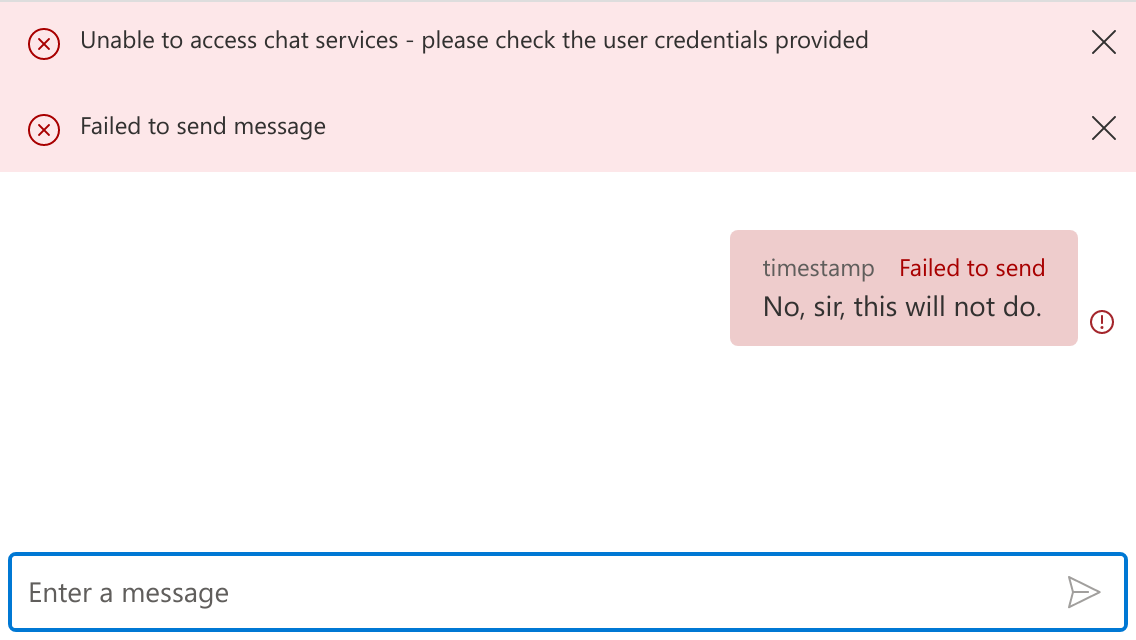 Unable to access chat services - please check the user credentials provided
Failed to send message
timestamp Failed to send
No, sir, this will not do.
Enter a message